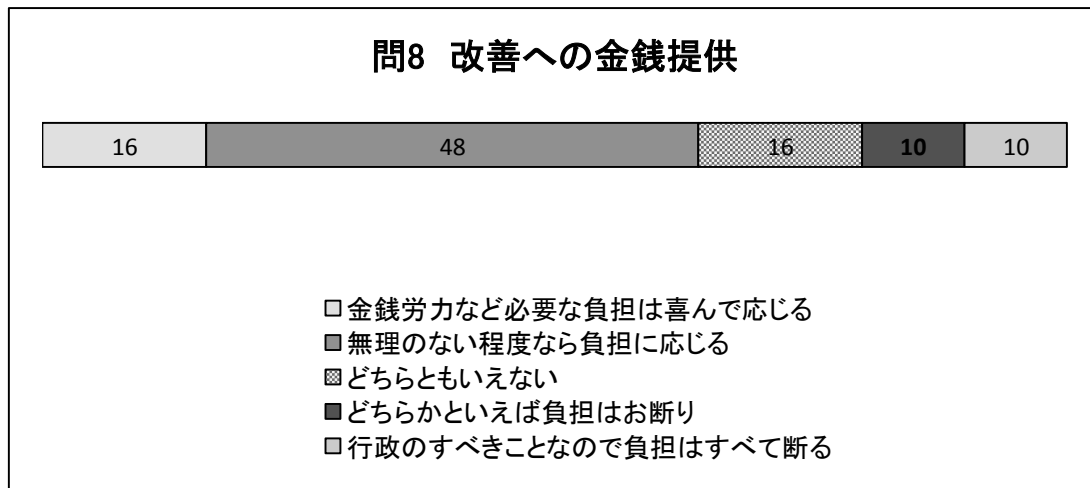 問8 改善への金銭提供
16 48 16 10 10
金銭労力など必要な負担は喜んで応じる
無理のない程度なら負担に応じる
どちらともいえない
どちらかといえば負担はお断り
行政のすべきことなので負担はすべて断る